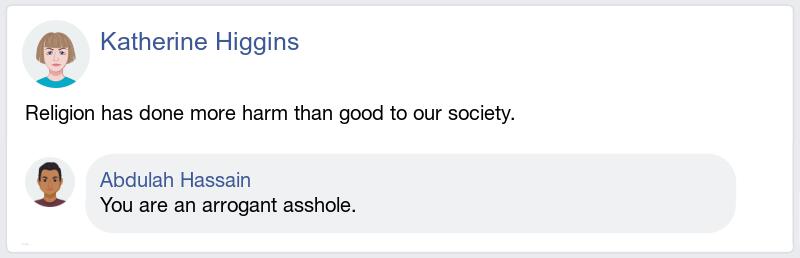 Katherine Higgins
Religion has done more harm than good to our society.
Abdulah Hassain
You are an arrogant asshole.